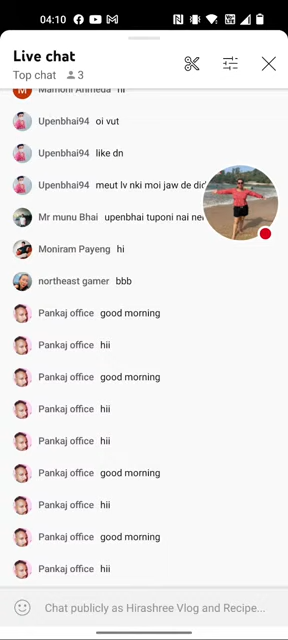 04:10
Live chat
Top chat 3
Mamoni Ahmeda hi
Upenbhai94 oi vut
Upenbhai94 like dn
Upenbhai94 meut lv nki moi jaw de
Mr munu Bhai upenbhai tuponi nai
Moniram Payeng hi
northeast gamer bbb
Pankaj office good morning
Pankaj office hii
Pankaj office good morning
Pankaj office hii
Pankaj office hii
Pankaj office good morning
Pankaj office hii
Pankaj office good morning
Pankaj office hii
Chat publicly as Hirashree Vlog and Recipe...